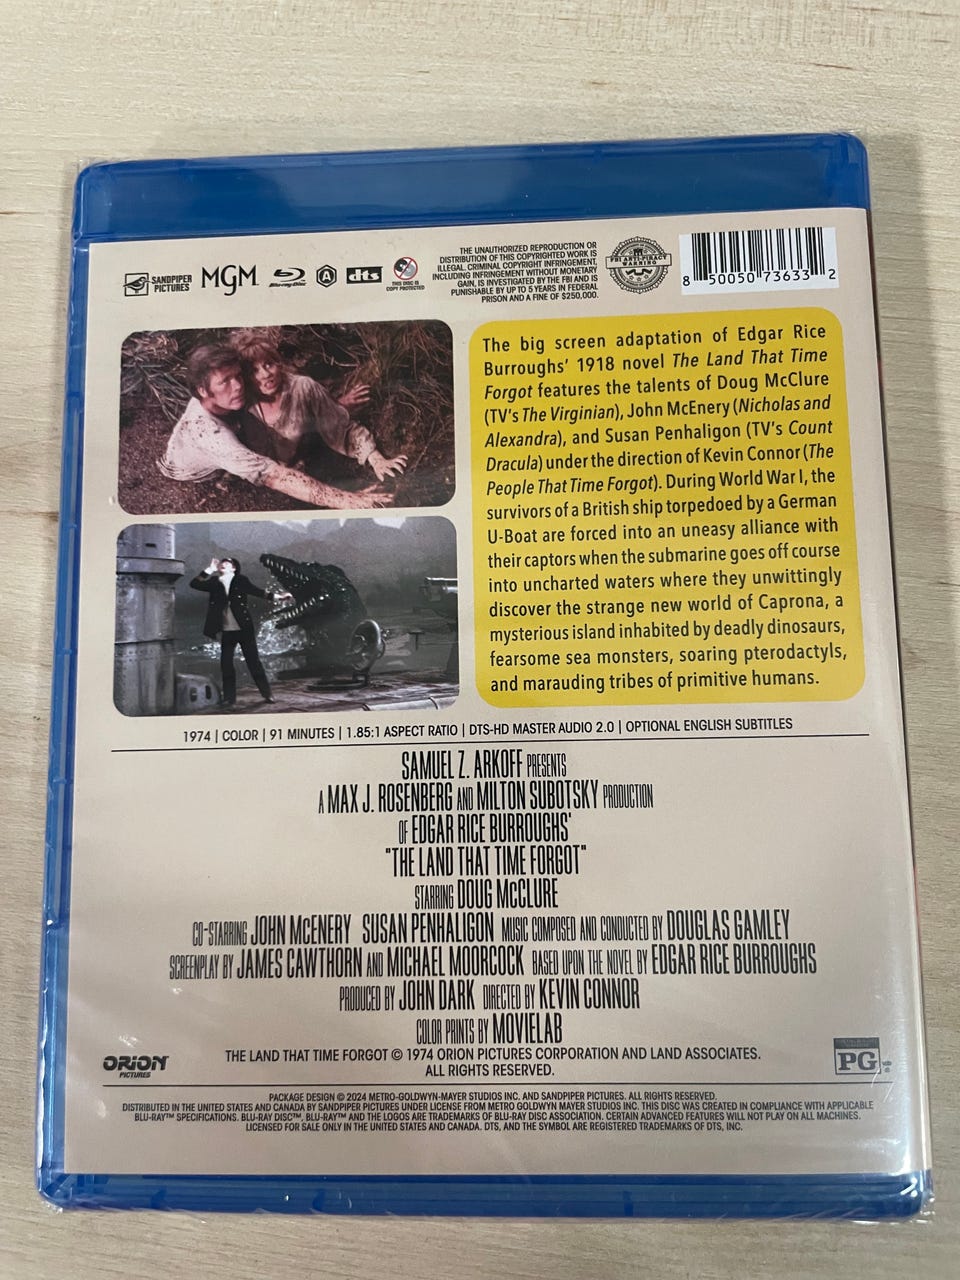 SANDPIPER
PICTURES
MGM
Blu-ray Disc
A
dts
THIS DISC IS
COPY PROTECTED
THE UNAUTHORIZED REPRODUCTION OR
DISTRIBUTION OF THIS COPYRIGHTED WORK IS
ILLEGAL. CRIMINAL COPYRIGHT INFRINGEMENT,
INCLUDING INFRINGEMENT WITHOUT MONETARY
GAIN, IS INVESTIGATED BY THE FBI AND IS
PUNISHABLE BY UP TO 5 YEARS IN FEDERAL
PRISON AND A FINE OF $250,000.
FBI ANTI-PIRACY
WARNING
8 50050 73633 2
The big screen adaptation of Edgar Rice
Burroughs' 1918 novel The Land That Time
Forgot features the talents of Doug McClure
(TV's The Virginian), John McEnery (Nicholas and
Alexandra), and Susan Penhaligon (TV's Count
Dracula) under the direction of Kevin Connor (The
People That Time Forgot). During World War I, the
survivors of a British ship torpedoed by a German
U-Boat are forced into an uneasy alliance with
their captors when the submarine goes off course
into uncharted waters where they unwittingly
discover the strange new world of Caprona, a
mysterious island inhabited by deadly dinosaurs,
fearsome sea monsters, soaring pterodactyls,
and marauding tribes of primitive humans.
1974 | COLOR | 91 MINUTES | 1.85:1 ASPECT RATIO | DTS-HD MASTER AUDIO 2.0 | OPTIONAL ENGLISH SUBTITLES
SAMUEL Z. ARKOFF PRESENTS
A MAX J. ROSENBERG AND MILTON SUBOTSKY PRODUCTION
OF EDGAR RICE BURROUGHS'
"THE LAND THAT TIME FORGOT"
STARRING DOUG McCLURE
CO-STARRING JOHN McENERY SUSAN PENHALIGON MUSIC COMPOSED AND CONDUCTED BY DOUGLAS GAMLEY
SCREENPLAY BY JAMES CAWTHORN AND MICHAEL MOORCOCK BASED UPON THE NOVEL BY EDGAR RICE BURROUGHS
PRODUCED BY JOHN DARK DIRECTED BY KEVIN CONNOR
COLOR PRINTS BY MOVIELAB
ORION
PICTURES
THE LAND THAT TIME FORGOT © 1974 ORION PICTURES CORPORATION AND LAND ASSOCIATES.
ALL RIGHTS RESERVED.
PG
PACKAGE DESIGN © 2024 METRO-GOLDWYN-MAYER STUDIOS INC. AND SANDPIPER PICTURES. ALL RIGHTS RESERVED.
DISTRIBUTED IN THE UNITED STATES AND CANADA BY SANDPIPER PICTURES UNDER LICENSE FROM METRO GOLDWYN MAYER STUDIOS INC. THIS DISC WAS CREATED IN COMPLIANCE WITH APPLICABLE
BLU-RAY™ SPECIFICATIONS. BLU-RAY DISC™, BLU-RAY™ AND THE LOGOS ARE TRADEMARKS OF BLU-RAY DISC ASSOCIATION. CERTAIN ADVANCED FEATURES WILL NOT PLAY ON ALL MACHINES.
LICENSED FOR SALE ONLY IN THE UNITED STATES AND CANADA. DTS, AND THE SYMBOL ARE REGISTERED TRADEMARKS OF DTS, INC.